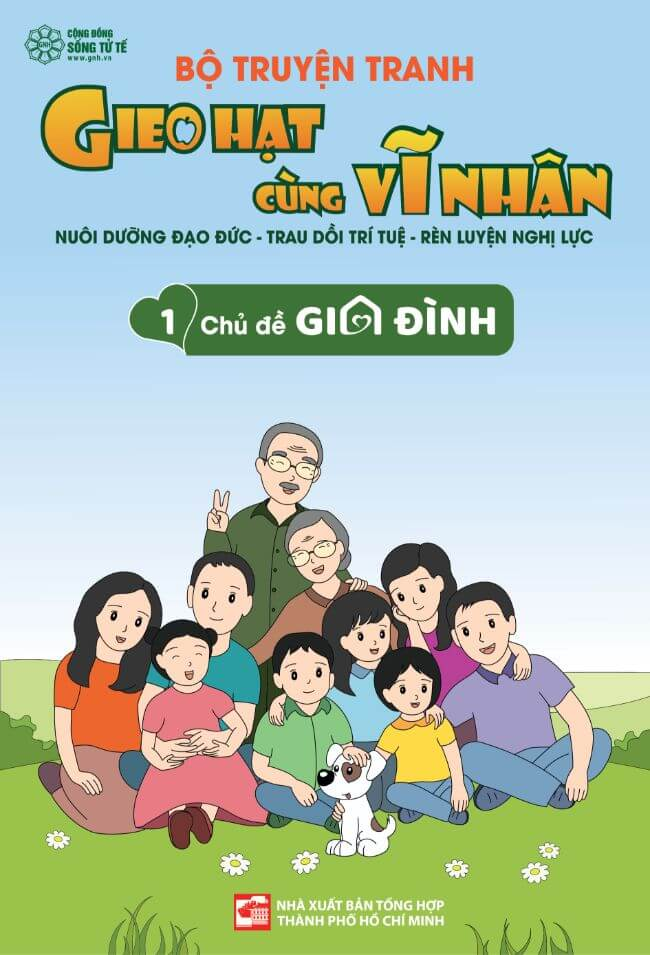 CỘNG ĐỒNG
SỐNG TỬ TẾ
www.gnh.vn
GNH
BỘ TRUYỆN TRANH
GIEO HẠT
CÙNG VĨ NHÂN
NUÔI DƯỠNG ĐẠO ĐỨC - TRAU DỒI TRÍ TUỆ - RÈN LUYỆN NGHỊ LỰC
1 Chủ đề GIA ĐÌNH
NHÀ XUẤT BẢN TỔNG HỢP
THÀNH PHỐ HỒ CHÍ MINH